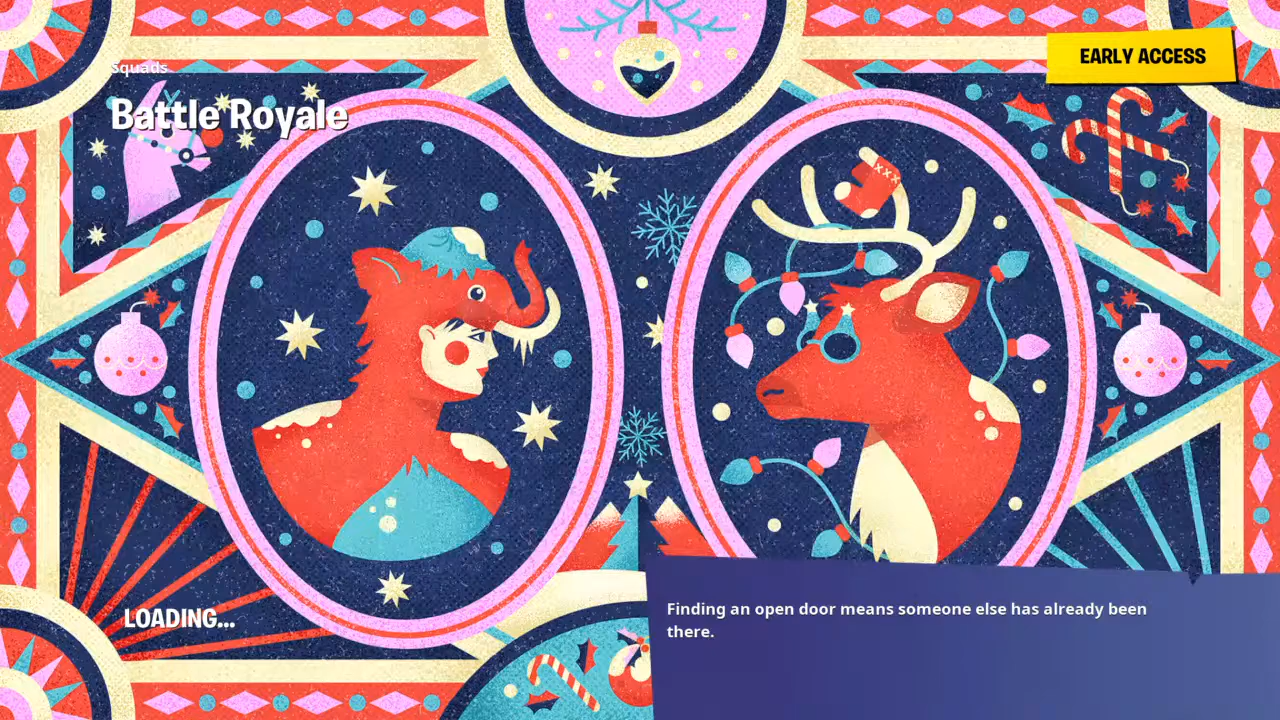 Squads
Battle Royale
EARLY ACCESS
LOADING...
Finding an open door means someone else has already been
there.